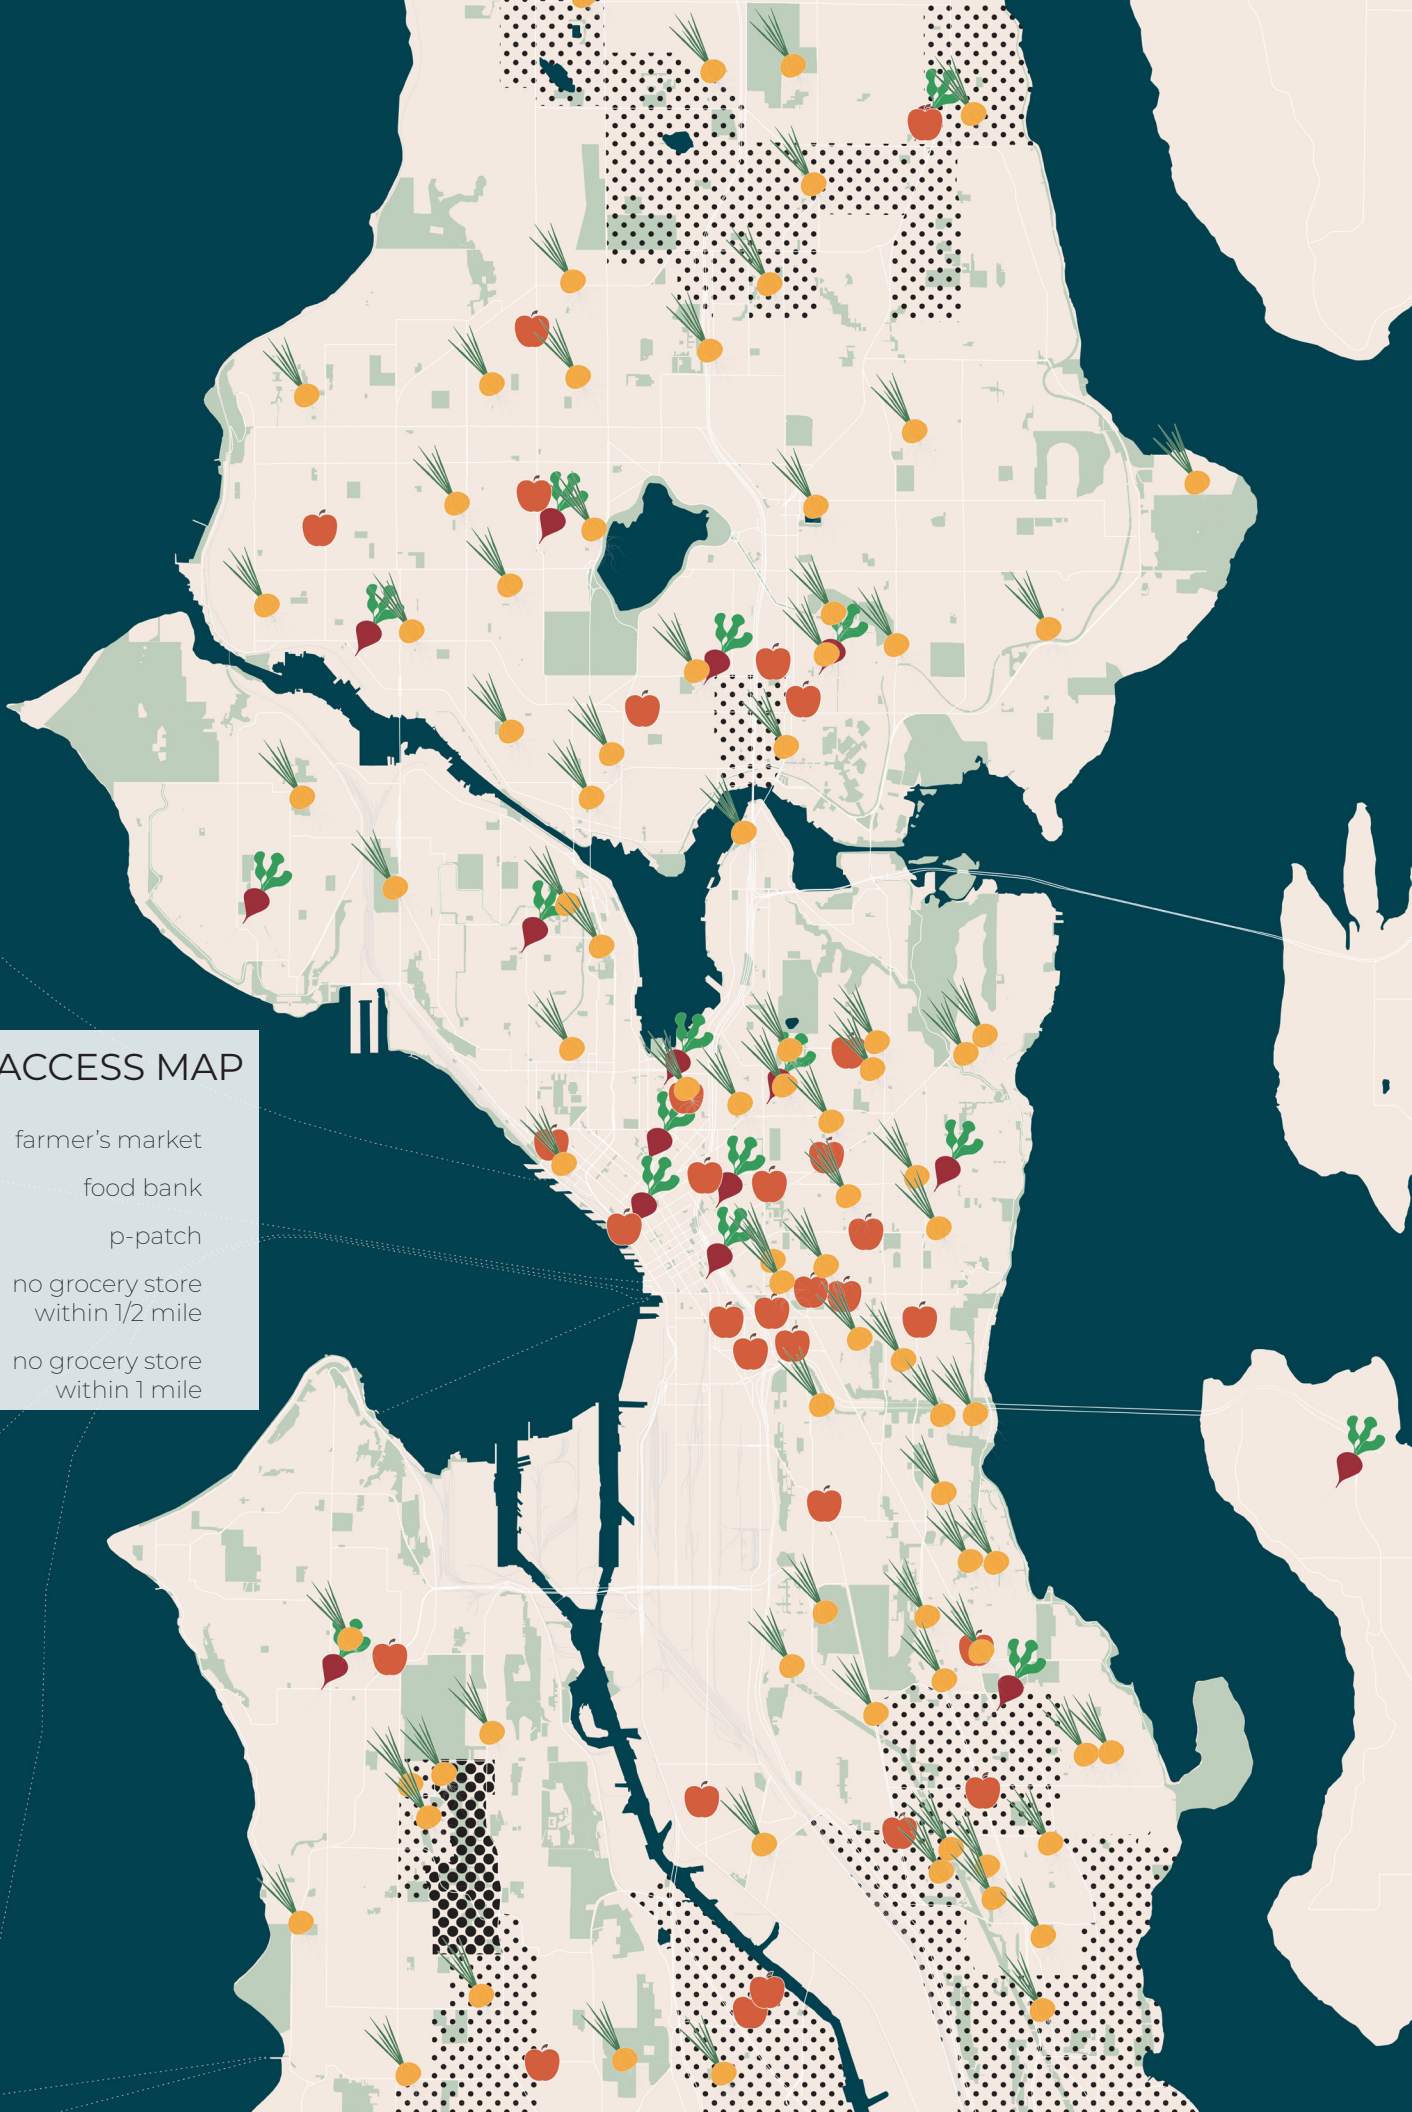 ACCESS MAP
farmer's market
food bank
p-patch
no grocery store
within 1/2 mile
no grocery store
within 1 mile